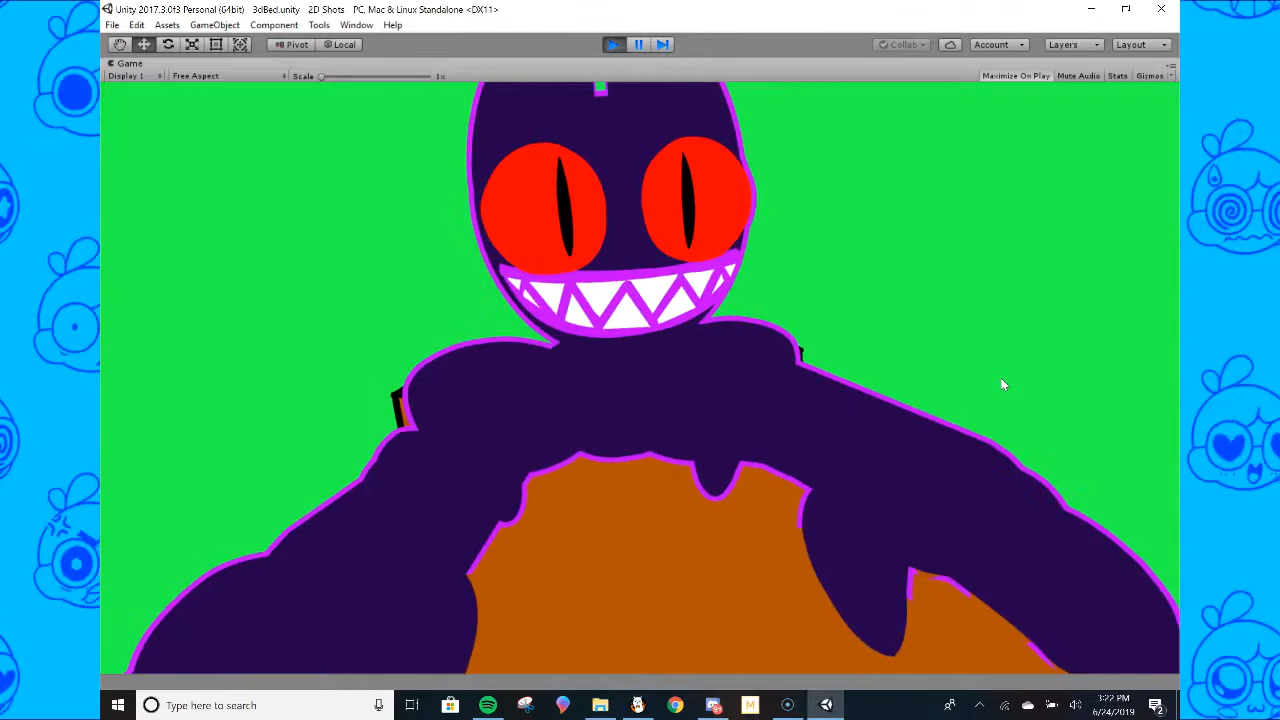 Unity 2017.3.0f3 Personal (64bit)   3dBed.unity   2D Shots   PC, Mac & Linux Standalone <DX11>
File Edit Assets GameObject Component Tools Window Help
Pivot Local Collab Account Layers Layout
Game
Display 1 Free Aspect Scale 1x Maximize On Play Mute Audio Stats Gizmos
Type here to search
M
9+
3:22 PM
6/24/2019
2